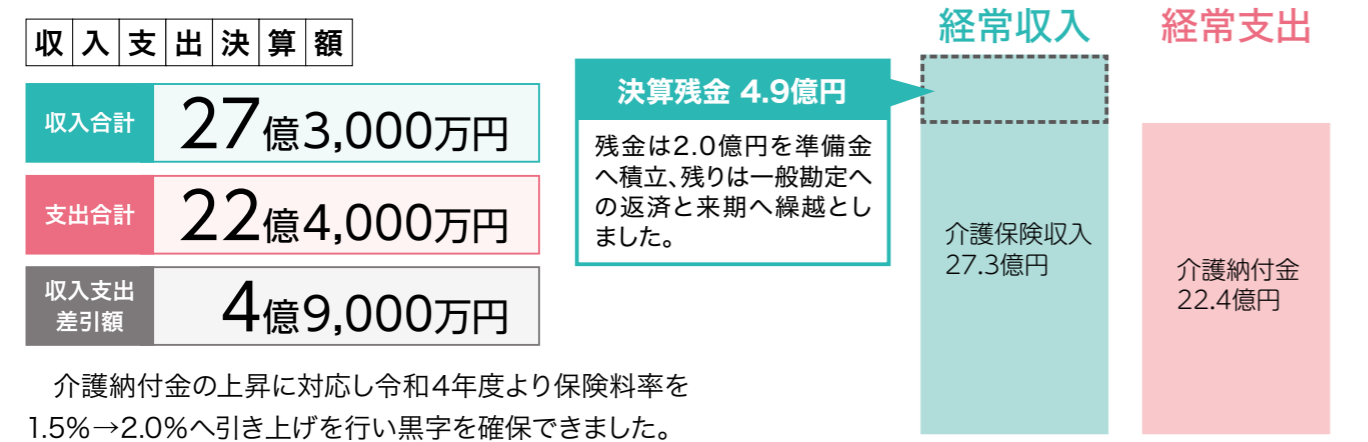 収入支出決算額
収入合計 27億3,000万円
支出合計 22億4,000万円
収入支出
差引額
4億9,000万円
介護納付金の上昇に対応し令和4年度より保険料率を
1.5%→2.0%へ引き上げを行い黒字を確保できました。
決算残金 4.9億円
残金は2.0億円を準備金
へ積立、残りは一般勘定へ
の返済と来期へ繰越とし
ました。
経常収入
介護保険収入
27.3億円
経常支出
介護納付金
22.4億円